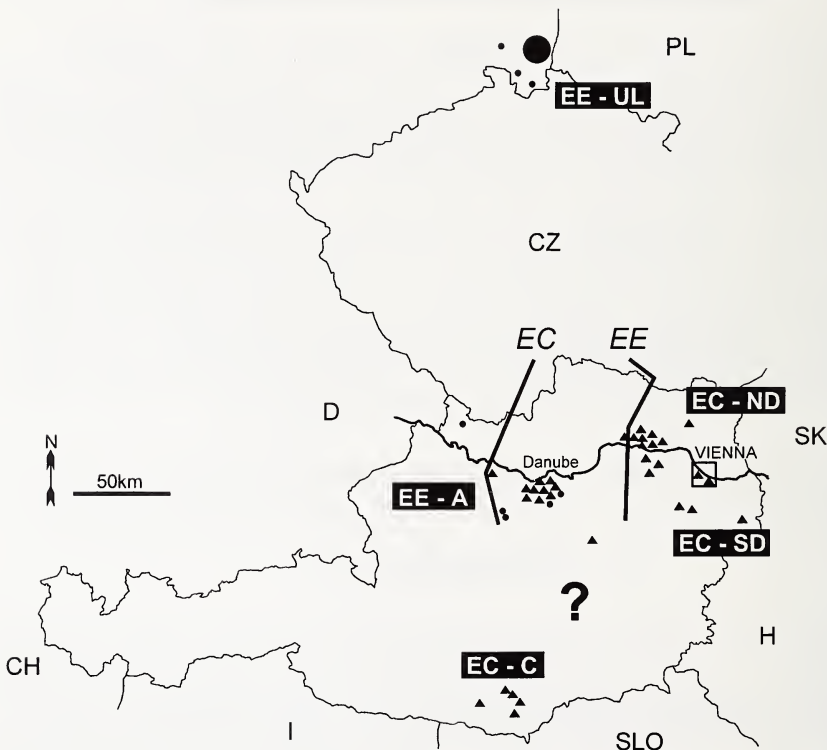 PL
EE - UL
CZ
EC
EE
D
EC - ND
SK
N
VIENNA
Danube
50km
EE - A
EC - SD
?
H
EC - C
CH
I
SLO